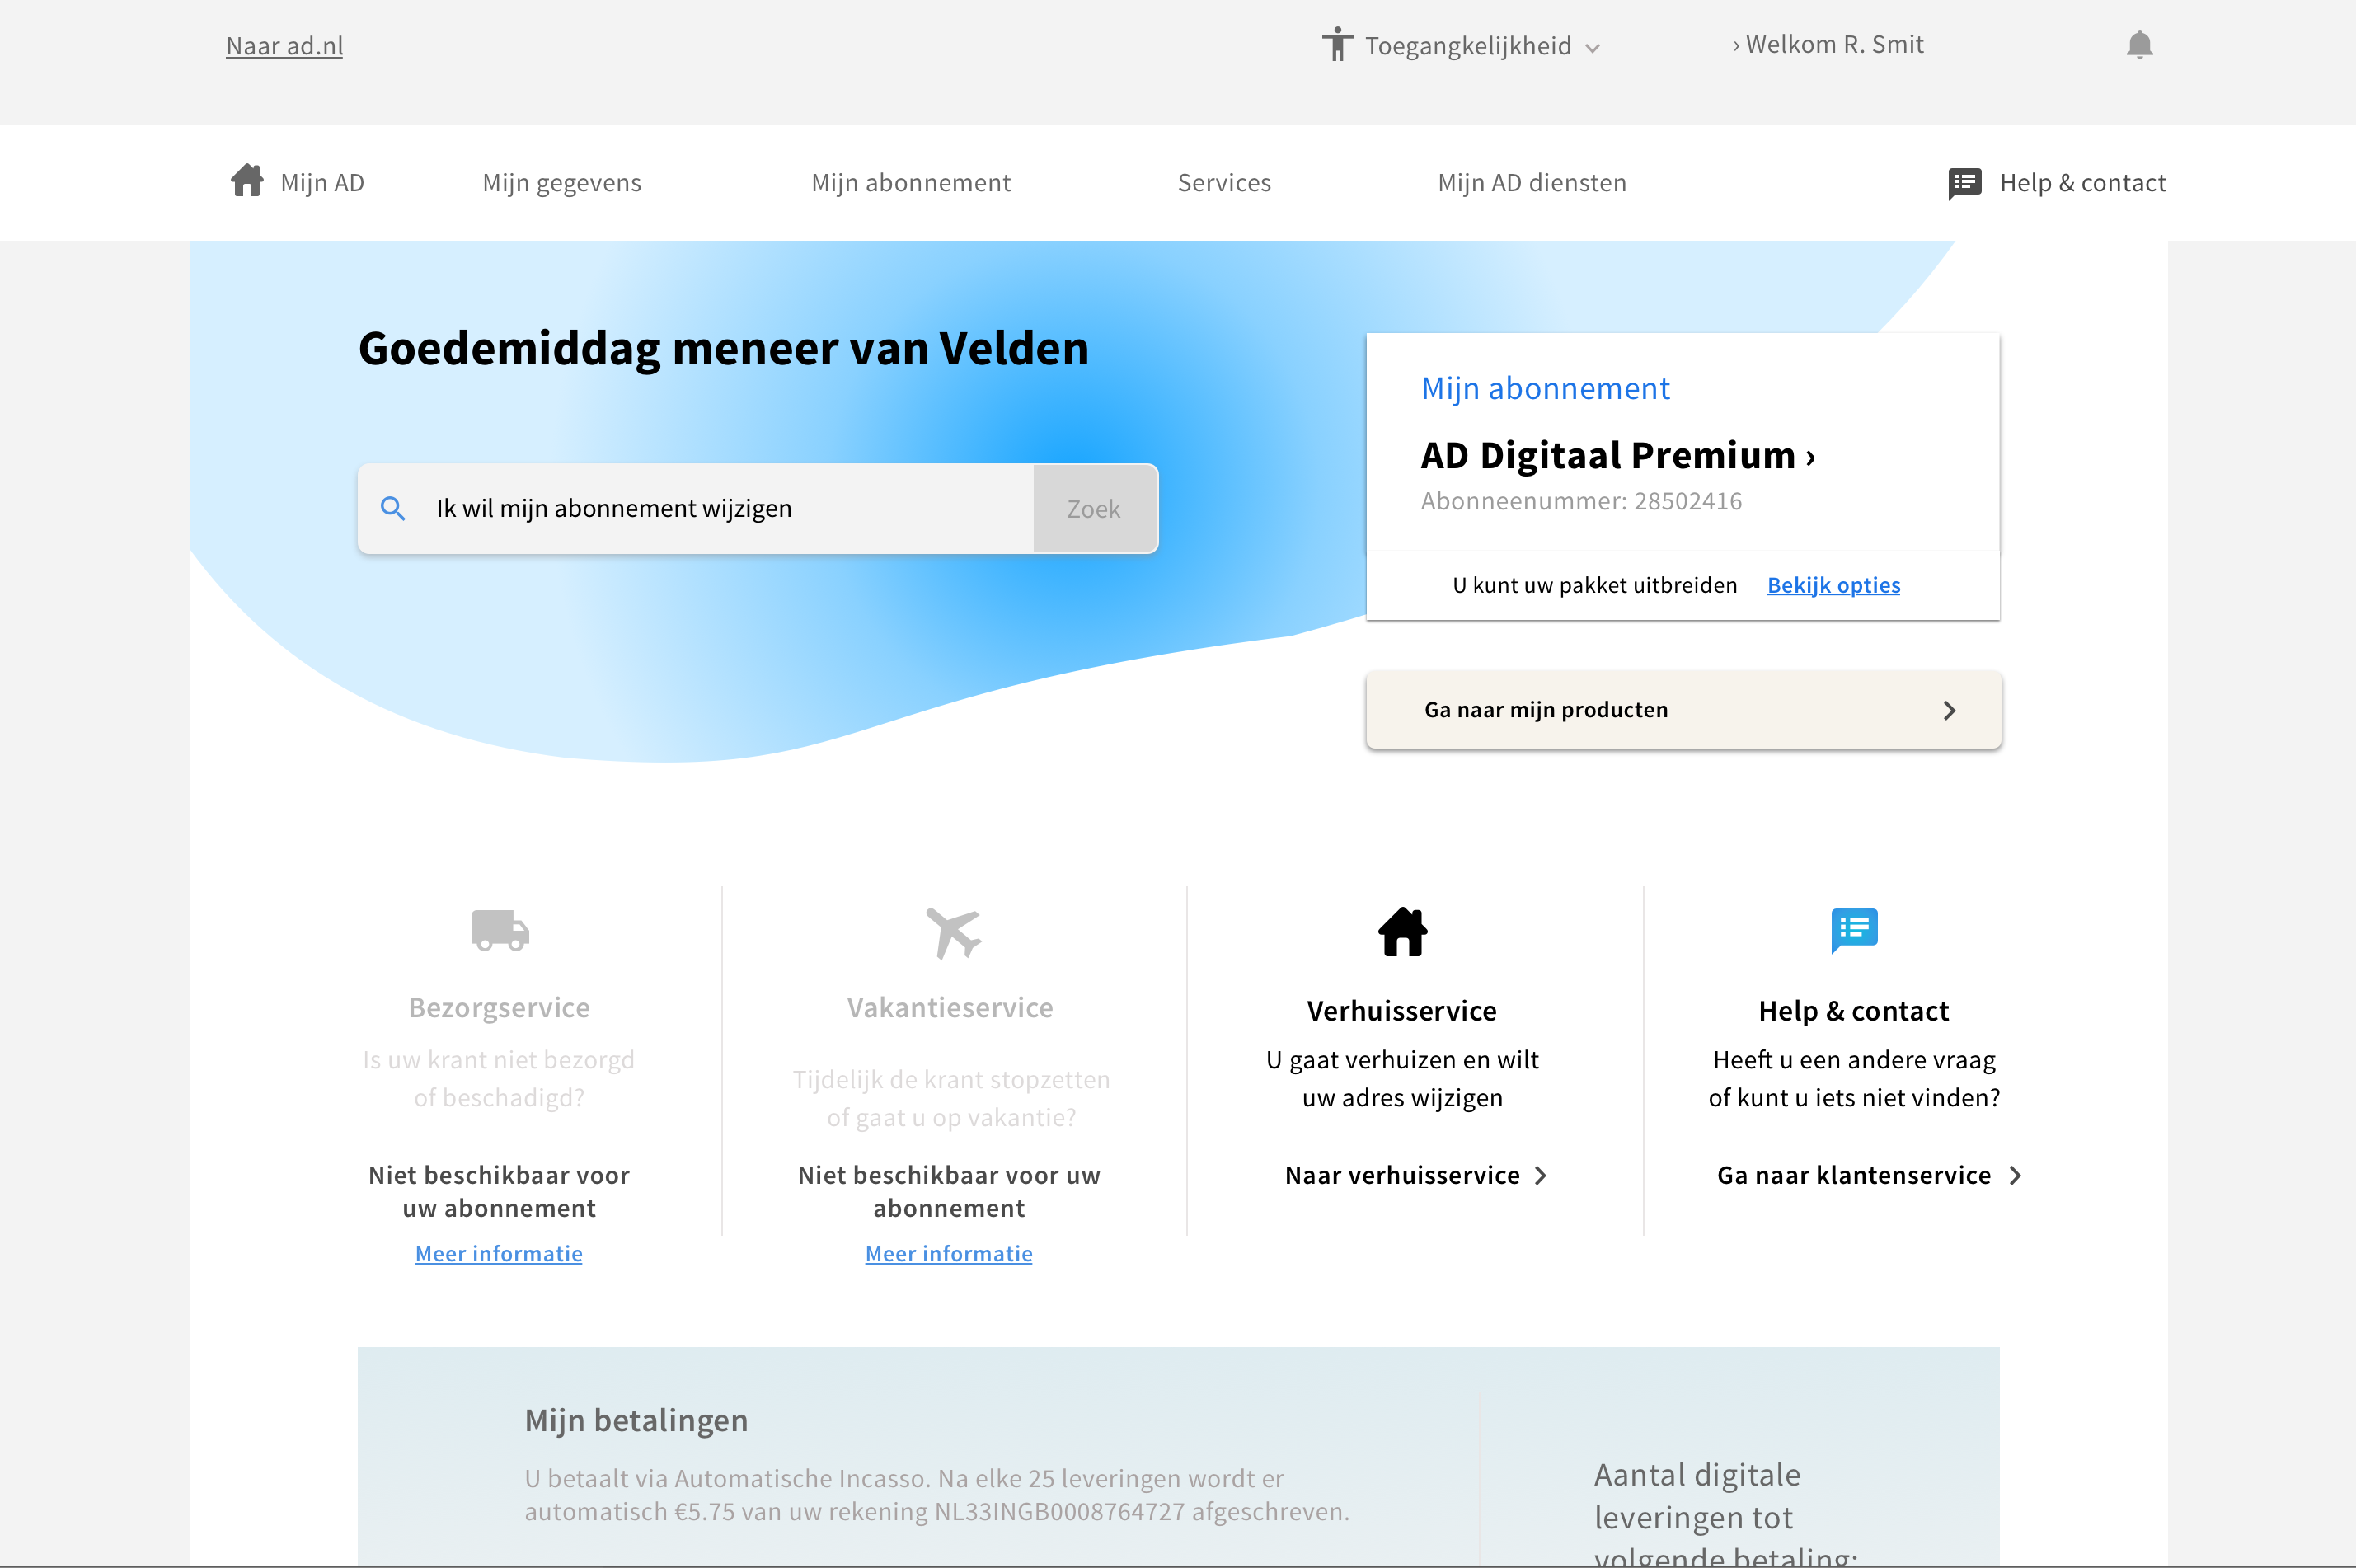 Naar ad.nl
Toegangkelijkheid
› Welkom R. Smit
Mijn AD
Mijn gegevens
Mijn abonnement
Services
Mijn AD diensten
Help & contact
Goedemiddag meneer van Velden
Ik wil mijn abonnement wijzigen
Zoek
Mijn abonnement
AD Digitaal Premium ›
Abonneenummer: 28502416
U kunt uw pakket uitbreiden Bekijk opties
Ga naar mijn producten
Bezorgservice
Is uw krant niet bezorgd
of beschadigd?
Niet beschikbaar voor
uw abonnement
Meer informatie
Vakantieservice
Tijdelijk de krant stopzetten
of gaat u op vakantie?
Niet beschikbaar voor uw
abonnement
Meer informatie
Verhuisservice
U gaat verhuizen en wilt
uw adres wijzigen
Naar verhuisservice
Help & contact
Heeft u een andere vraag
of kunt u iets niet vinden?
Ga naar klantenservice
Mijn betalingen
U betaalt via Automatische Incasso. Na elke 25 leveringen wordt er
automatisch €5.75 van uw rekening NL33INGB0008764727 afgeschreven.
Aantal digitale
leveringen tot
volgende betaling: